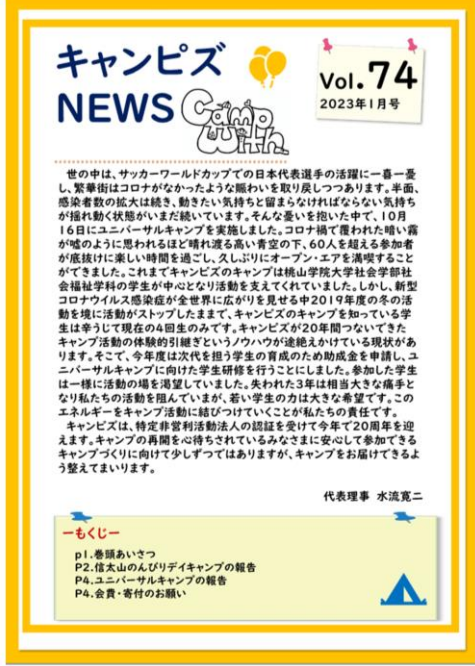 キャンピズ
NEWS
Camp With
Vol.74
2023年1月号
世の中は、サッカーワールドカップでの日本代表選手の活躍に一喜一憂
し、繁華街はコロナがなかったような賑わいを取り戻しつつあります。半面、
感染者数の拡大は続き、動きたい気持ちと留まらなければならない気持ち
が揺れ動く状態がいまだ続いています。そんな憂いを抱いた中で、10月
16日にユニバーサルキャンプを実施しました。コロナ禍で覆われた暗い霧
が嘘のように思われるほど晴れ渡る高い青空の下、60人を超える参加者
が底抜けに楽しい時間を過ごし、久しぶりにオープン・エアを満喫すること
ができました。これまでキャンピズのキャンプは桃山学院大学社会学部社
会福祉学科の学生が中心となり活動を支えてくれていました。しかし、新型
コロナウイルス感染症が全世界に広がりを見せる中2019年度の冬の活
動を境に活動がストップしたままで、キャンピズのキャンプを知っている学
生は辛うじて現在の4回生のみです。キャンピズが20年間つないできた
キャンプ活動の体験的引継ぎというノウハウが途絶えかけている現状があ
ります。そこで、今年度は次代を担う学生の育成のため助成金を申請し、ユ
ニバーサルキャンプに向けた学生研修を行うことにしました。参加した学生
は一様に活動の場を渇望していました。失われた3年は相当大きな痛手と
なり私たちの活動を阻んでいまが、若い学生の力は大きな希望です。この
エネルギーをキャンプ活動に結びつけていくことが私たちの責任です。
キャンピズは、特定非営利活動法人の認証を受けて今年で20周年を迎
えます。キャンプの再開を心待ちされているみなさまに安心して参加できる
キャンプづくりに向けて少しずつではありますが、キャンプをお届けできるよ
う整えてまいります。
代表理事 水流寛二
ーもくじー
p1.巻頭あいさつ
P2.信太山のんびりデイキャンプの報告
P4.ユニバーサルキャンプの報告
P4.会費・寄付のお願い